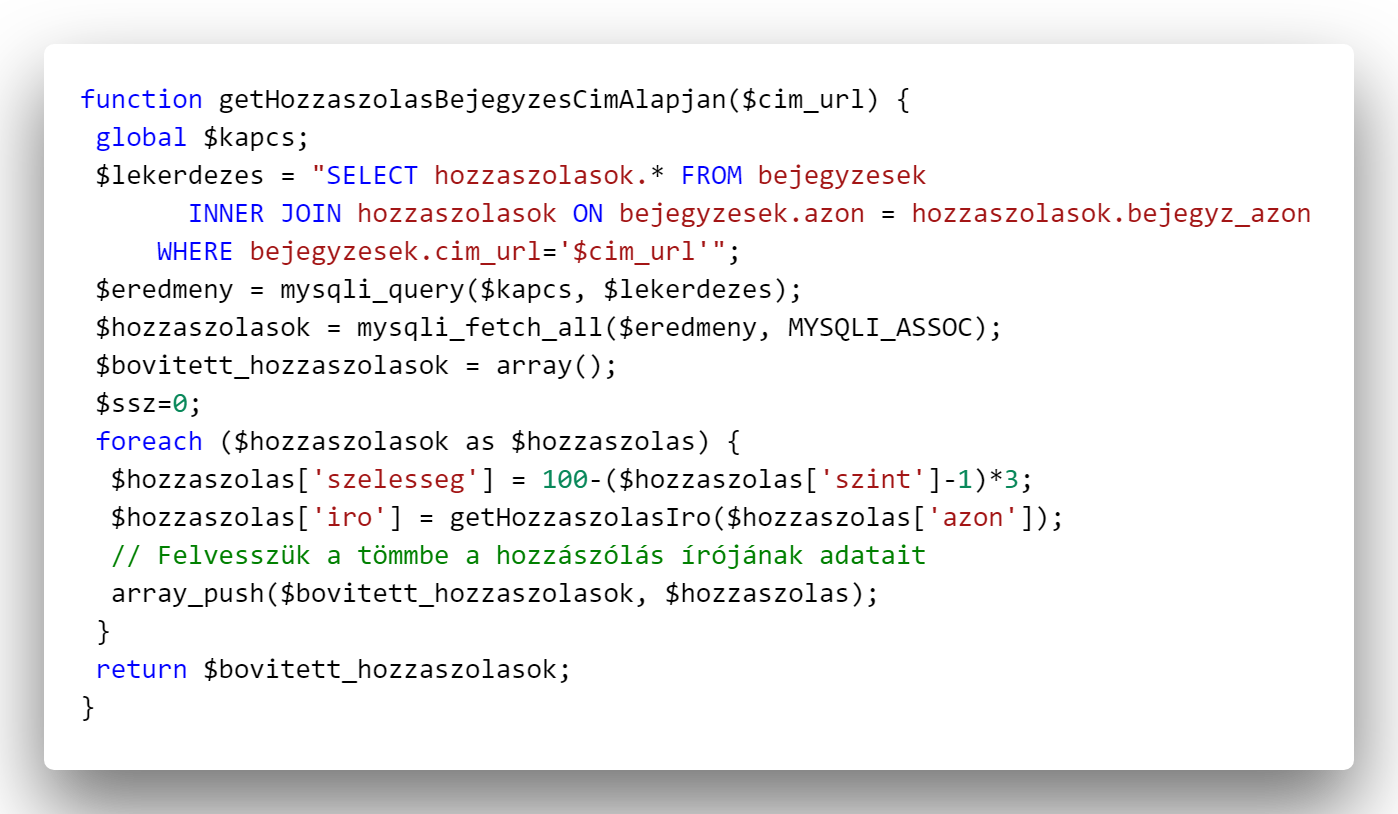 function getHozzaszolasBejegyzesCimAlapjan($cim_url) {
 global $kapcs;
 $lekerdezes = "SELECT hozzaszolasok.* FROM bejegyzesek
       INNER JOIN hozzaszolasok ON bejegyzesek.azon = hozzaszolasok.bejegyz_azon
     WHERE bejegyzesek.cim_url='$cim_url'";
 $eredmeny = mysqli_query($kapcs, $lekerdezes);
 $hozzaszolasok = mysqli_fetch_all($eredmeny, MYSQLI_ASSOC);
 $bovitett_hozzaszolasok = array();
 $ssz=0;
 foreach ($hozzaszolasok as $hozzaszolas) {
  $hozzaszolas['szelesseg'] = 100-($hozzaszolas['szint']-1)*3;
  $hozzaszolas['iro'] = getHozzaszolasIro($hozzaszolas['azon']);
  // Felvesszük a tömmbe a hozzászólás írójának adatait
  array_push($bovitett_hozzaszolasok, $hozzaszolas);
 }
 return $bovitett_hozzaszolasok;
}